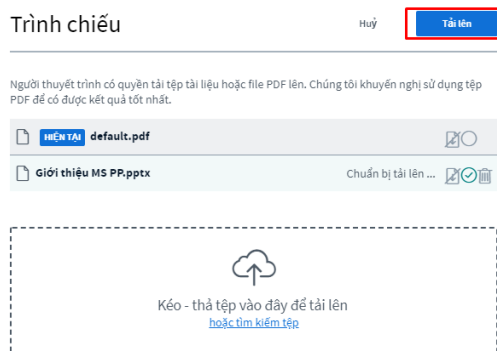 Trình chiếu
Huỷ
Tải lên
Người thuyết trình có quyền tải tệp tài liệu hoặc file PDF lên. Chúng tôi khuyến nghị sử dụng tệp
PDF để có được kết quả tốt nhất.
HIỆN TẠI default.pdf
Giới thiệu MS PP.pptx Chuẩn bị tải lên ...
Kéo - thả tệp vào đây để tải lên
hoặc tìm kiếm tệp